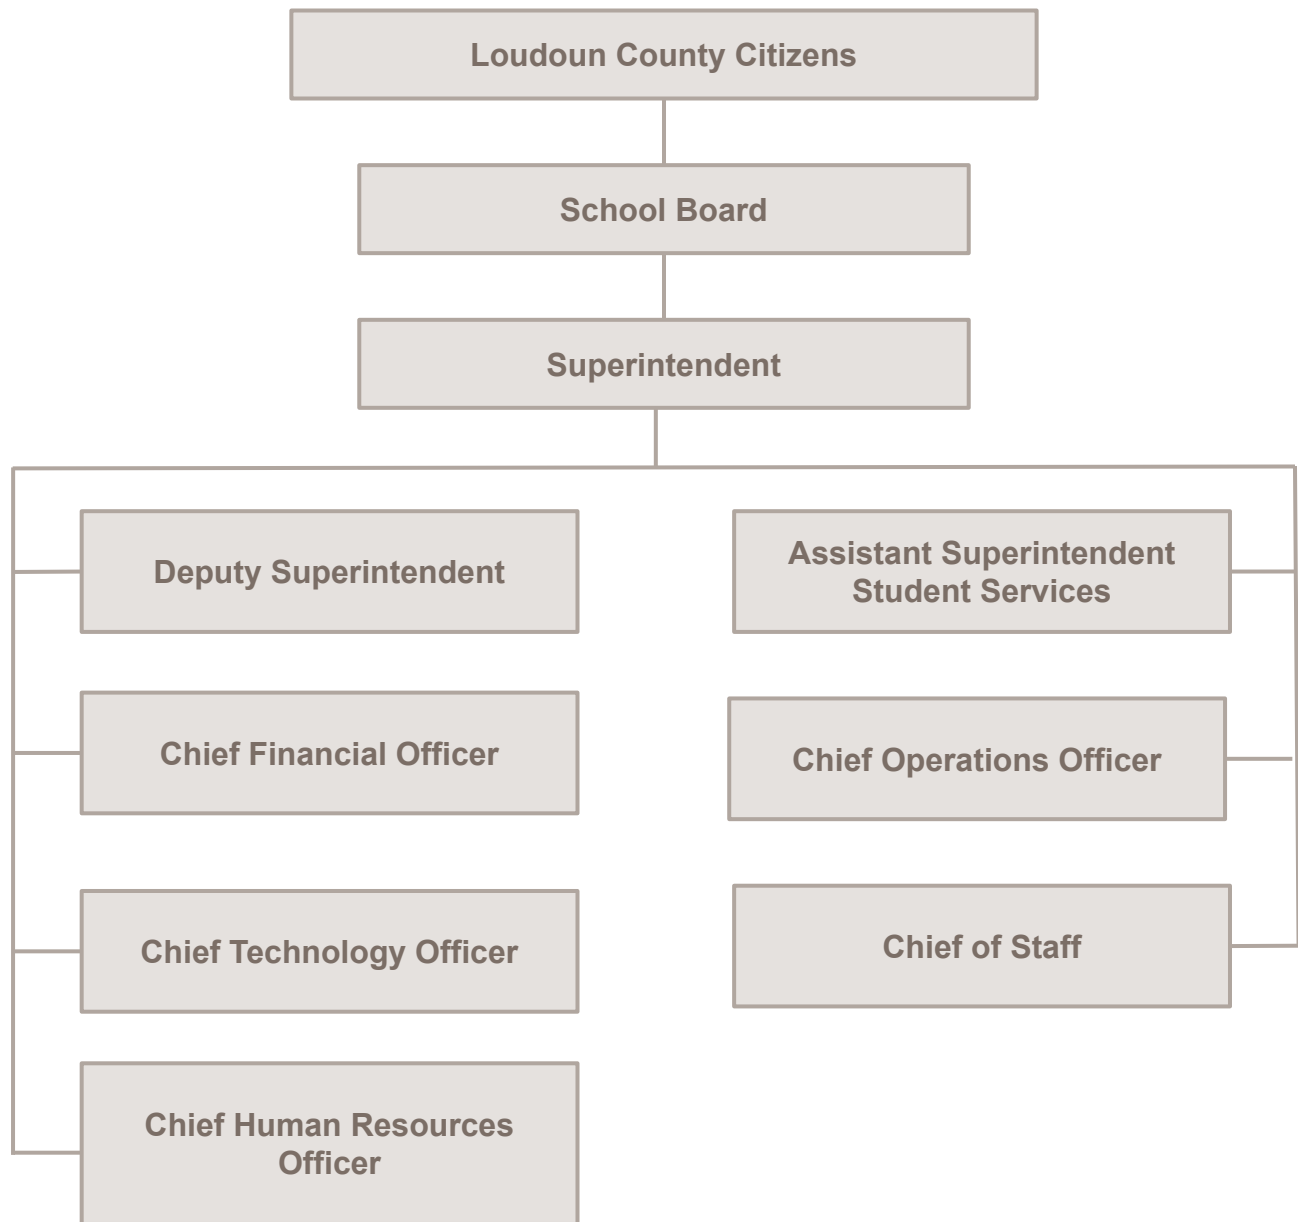 Loudoun County Citizens
School Board
Superintendent
Deputy Superintendent
Assistant Superintendent
Student Services
Chief Financial Officer
Chief Operations Officer
Chief Technology Officer
Chief of Staff
Chief Human Resources
Officer